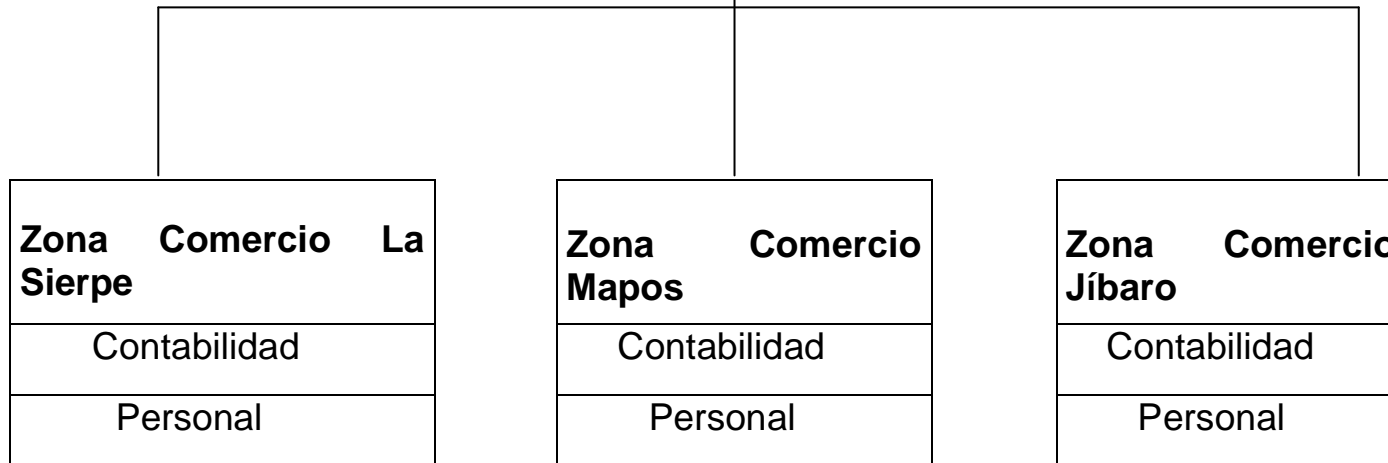 Zona Comercio La
Sierpe
Contabilidad
Personal
Zona Comercio
Mapos
Contabilidad
Personal
Zona Comercio
Jíbaro
Contabilidad
Personal